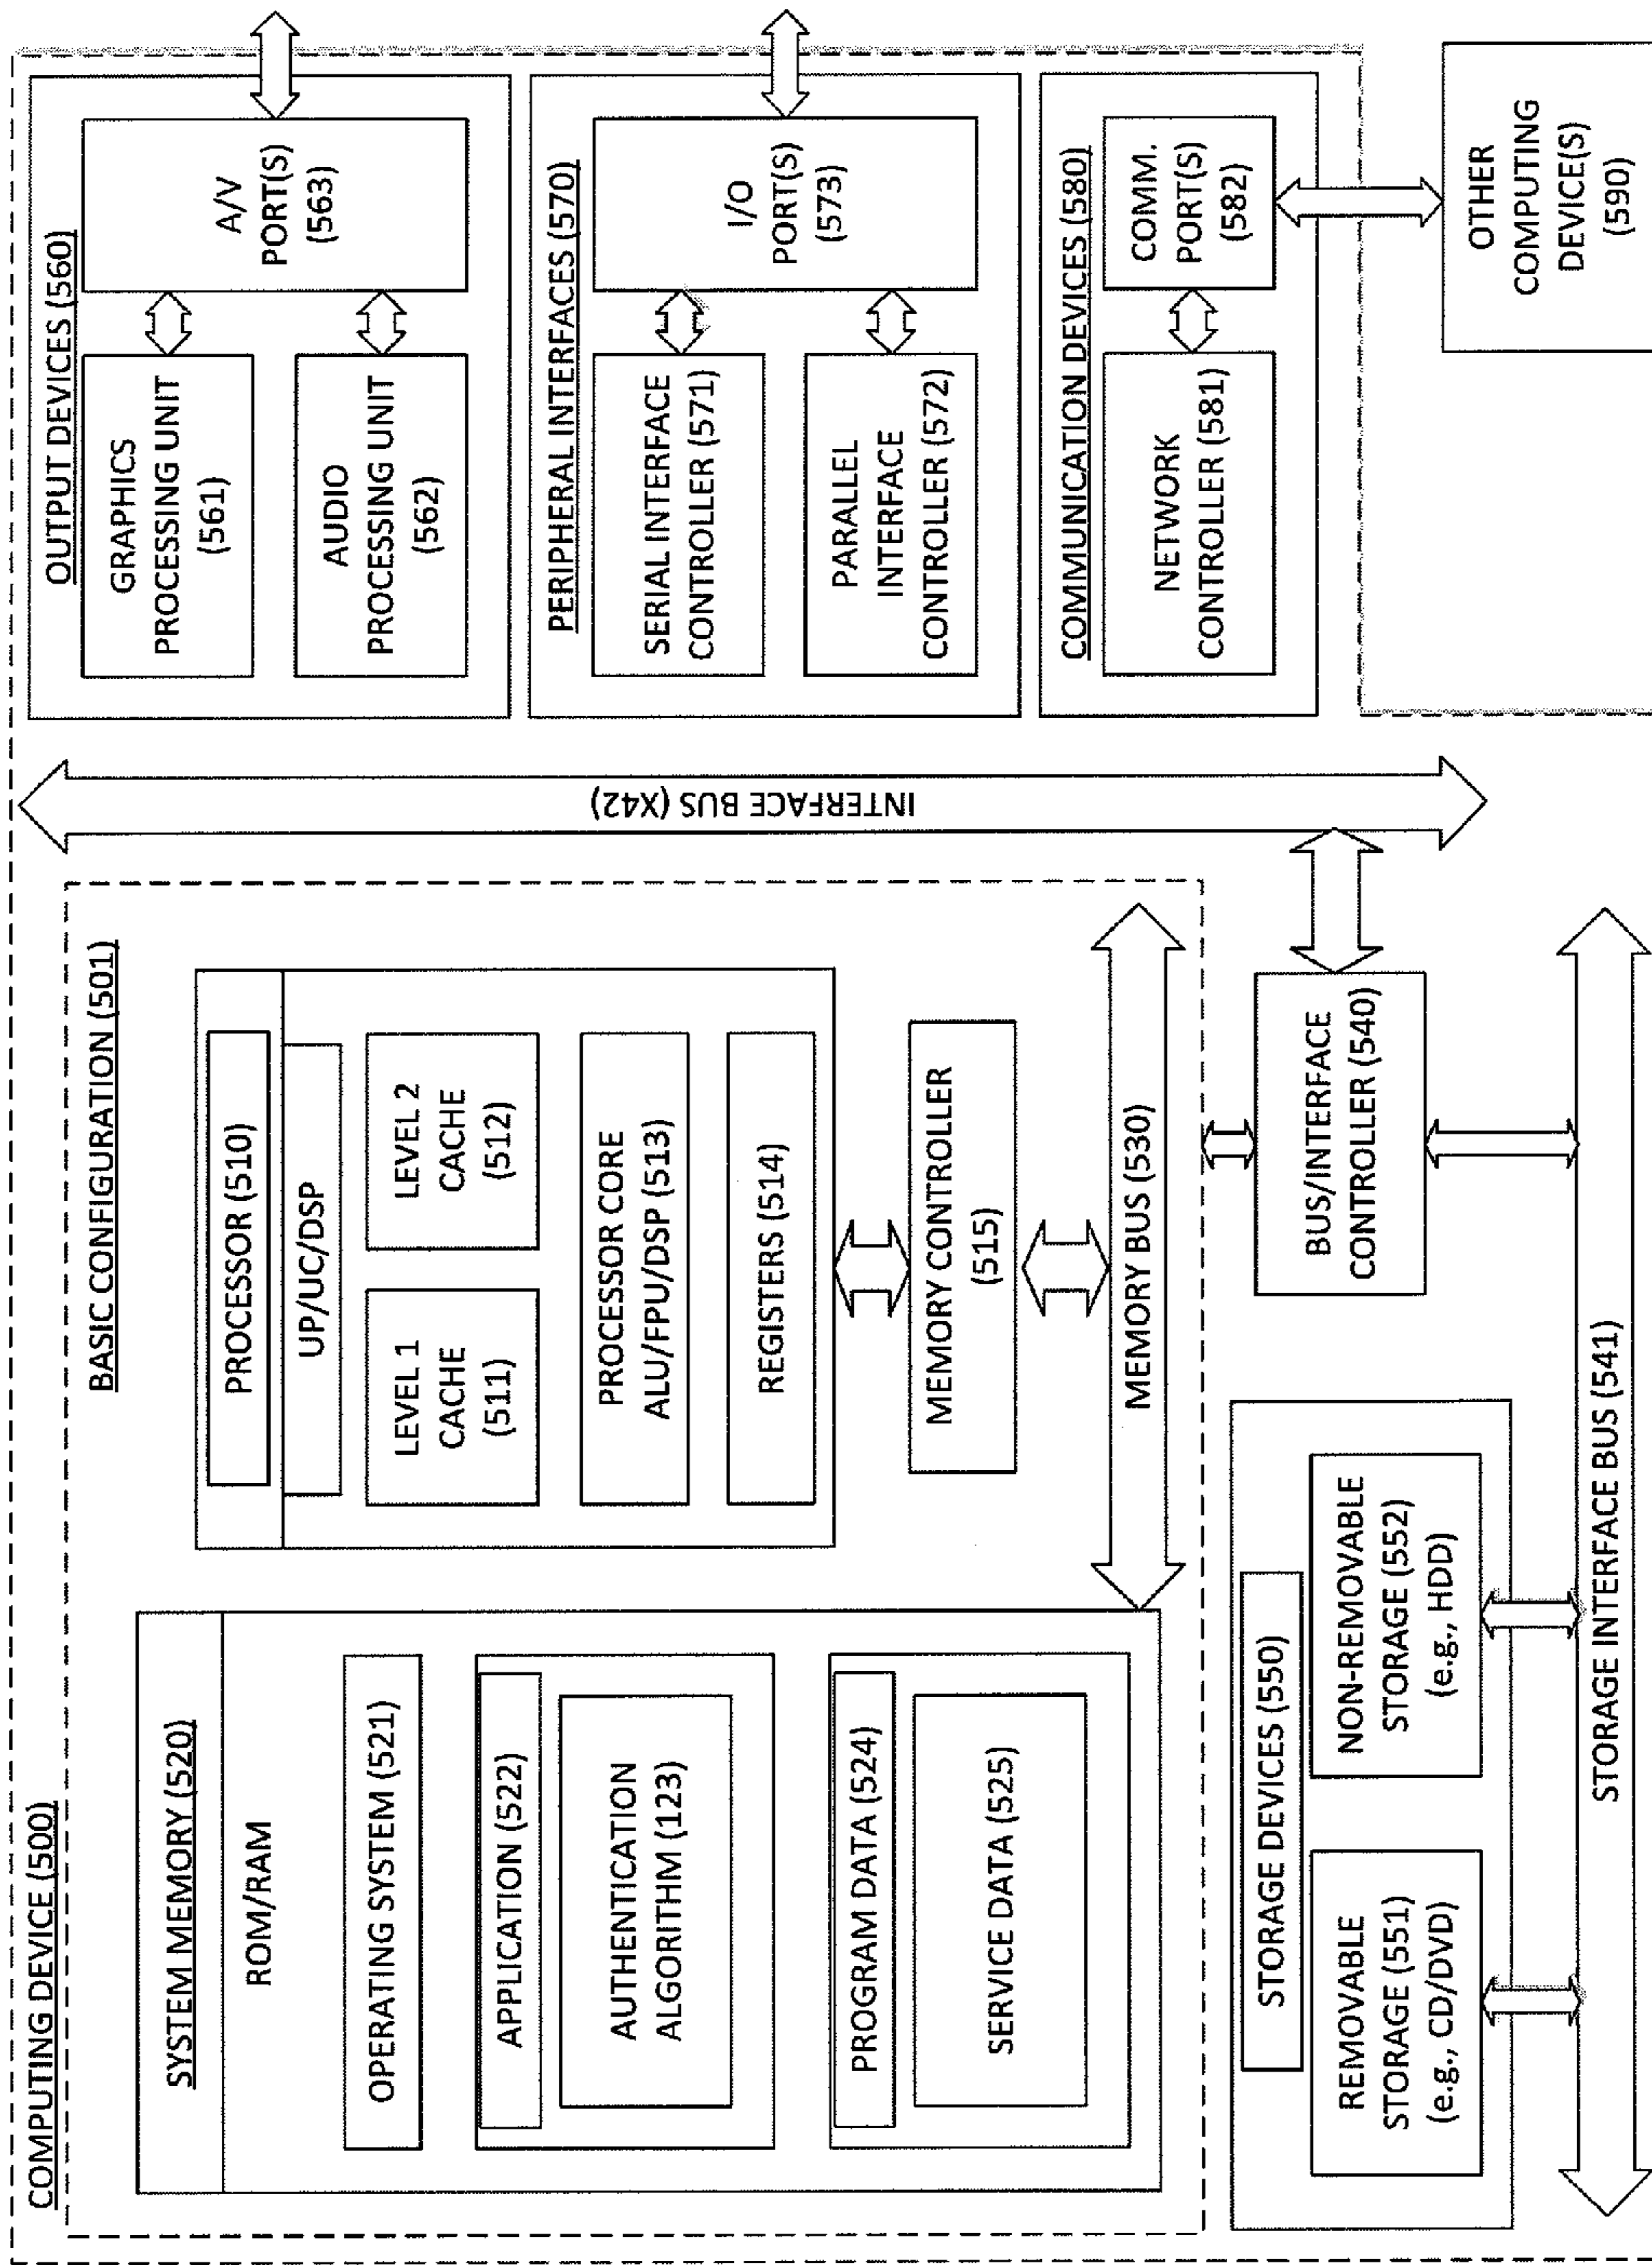 COMPUTING DEVICE (500)
BASIC CONFIGURATION (501)
SYSTEM MEMORY (520)
ROM/RAM
OPERATING SYSTEM (521)
APPLICATION (522)
AUTHENTICATION
ALGORITHM (123)
PROGRAM DATA (524)
SERVICE DATA (525)
PROCESSOR (510)
UP/UC/DSP
LEVEL 1
CACHE
(511)
LEVEL 2
CACHE
(512)
PROCESSOR CORE
ALU/FPU/DSP (513)
REGISTERS (514)
MEMORY CONTROLLER
(515)
MEMORY BUS (530)
STORAGE DEVICES (550)
REMOVABLE
STORAGE (551)
(e.g., CD/DVD)
NON-REMOVABLE
STORAGE (552)
(e.g., HDD)
BUS/INTERFACE
CONTROLLER (540)
STORAGE INTERFACE BUS (541)
INTERFACE BUS (X42)
OUTPUT DEVICES (560)
GRAPHICS
PROCESSING UNIT
(561)
AUDIO
PROCESSING UNIT
(562)
A/V
PORT(S)
(563)
PERIPHERAL INTERFACES (570)
SERIAL INTERFACE
CONTROLLER (571)
PARALLEL
INTERFACE
CONTROLLER (572)
I/O
PORT(S)
(573)
COMMUNICATION DEVICES (580)
NETWORK
CONTROLLER (581)
COMM.
PORT(S)
(582)
OTHER
COMPUTING
DEVICE(S)
(590)